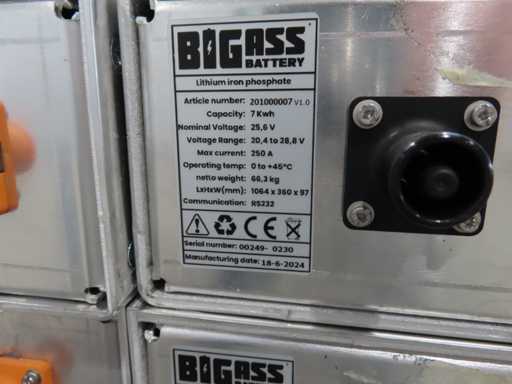 BIGASS
BATTERY
Lithium iron phosphate
Article number: 201000007 V1.0
Capacity: 7 Kwh
Nominal Voltage: 25,6 V
Voltage Range: 20,4 to 28,8 V
Max current: 250 A
Operating temp: 0 to +45°C
netto weight: 66,3 kg
LxHxW(mm): 1064 x 360 x 97
Communication: RS232
CE
Serial number: 00249- 0230
Manufacturing date: 18-6-2024
BIGASS